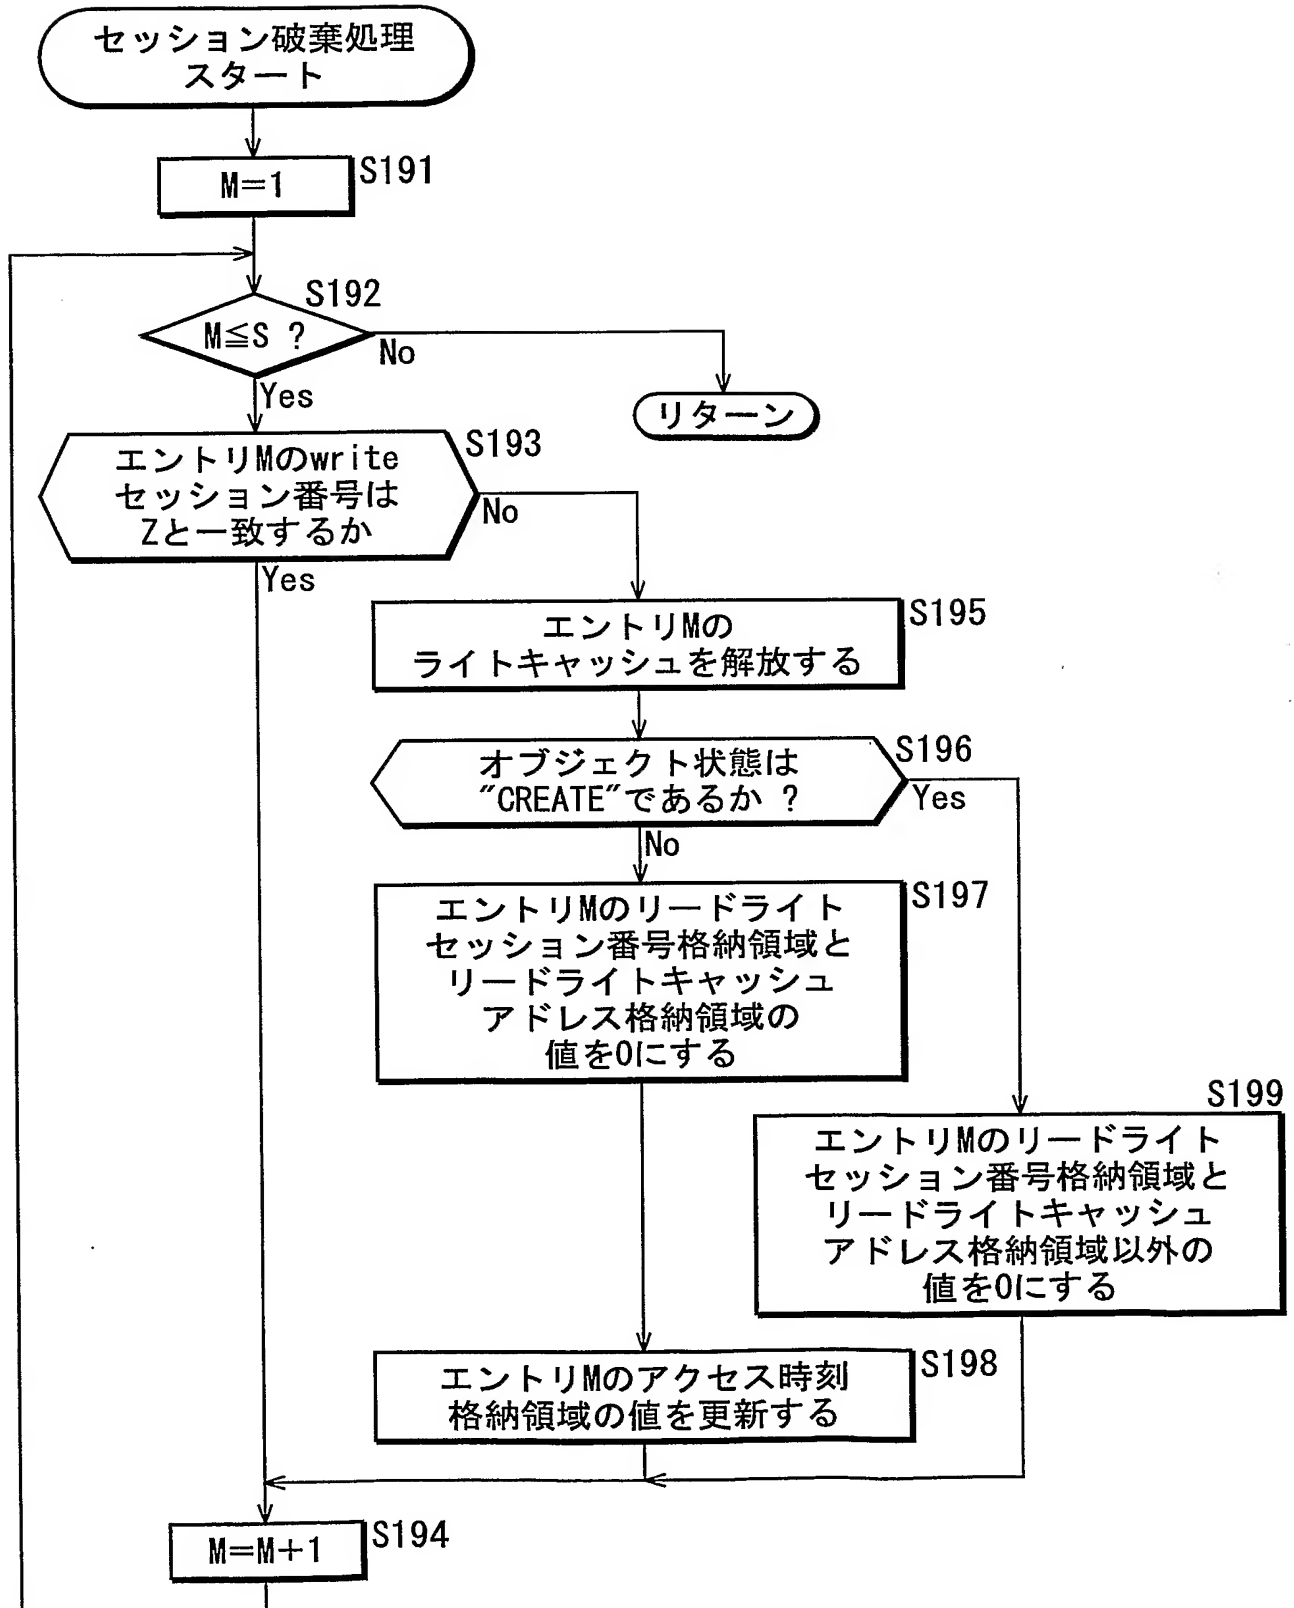 セッション破棄処理
スタート
M=1
S191
S192
M≦S ?
No
Yes
リターン
S193
エントリMのwrite
セッション番号は
Zと一致するか
No
Yes
S195
エントリMの
ライトキャッシュを解放する
S196
オブジェクト状態は
"CREATE"であるか ?
Yes
No
S197
エントリMのリードライト
セッション番号格納領域と
リードライトキャッシュ
アドレス格納領域の
値を0にする
S199
エントリMのリードライト
セッション番号格納領域と
リードライトキャッシュ
アドレス格納領域以外の
値を0にする
S198
エントリMのアクセス時刻
格納領域の値を更新する
S194
M=M+1